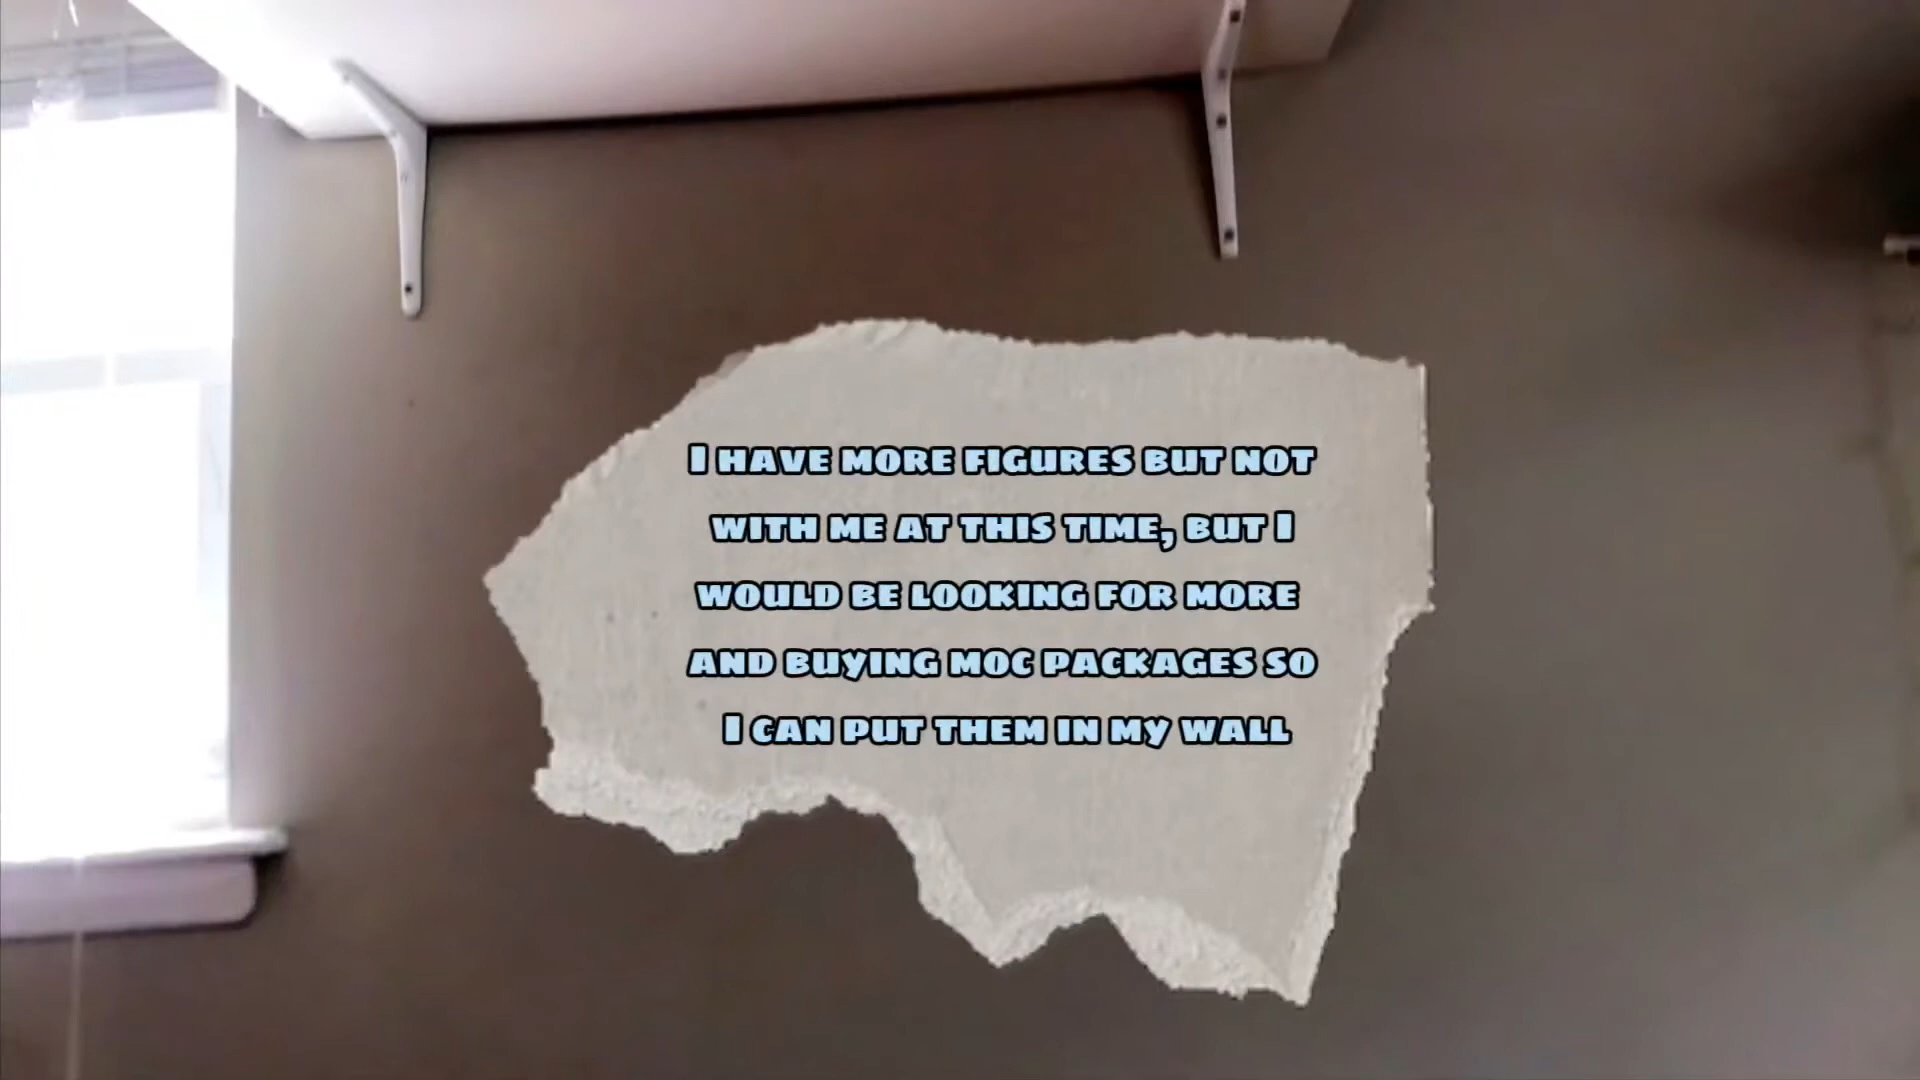 I HAVE MORE FIGURES BUT NOT
WITH ME AT THIS TIME, BUT I
WOULD BE LOOKING FOR MORE
AND BUYING MOC PACKAGES SO
I CAN PUT THEM IN MY WALL